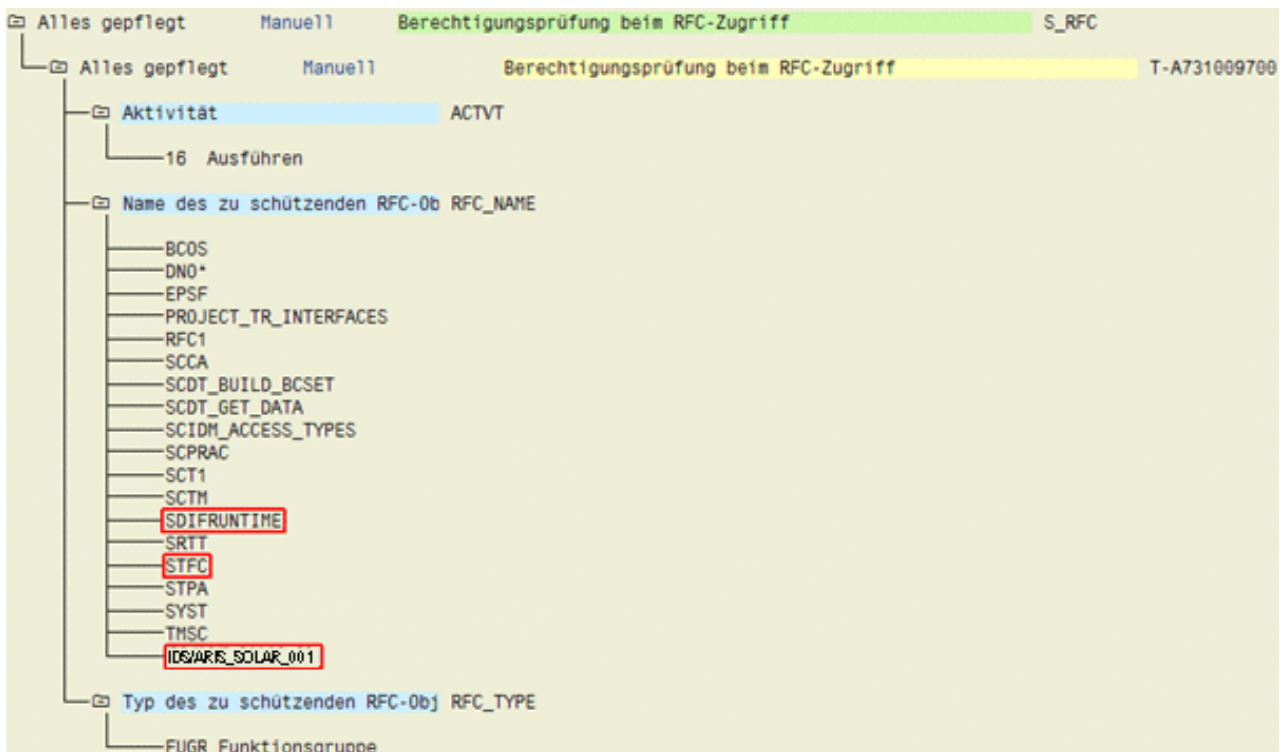 Alles gepflegt Manuell Berechtigungsprüfung beim RFC-Zugriff S_RFC
Alles gepflegt Manuell Berechtigungsprüfung beim RFC-Zugriff T-A731009700
Aktivität ACTVT
16 Ausführen
Name des zu schützenden RFC-Ob RFC_NAME
BCOS
DNO*
EPSF
PROJECT_TR_INTERFACES
RFC1
SCCA
SCDT_BUILD_BCSET
SCDT_GET_DATA
SCIDM_ACCESS_TYPES
SCPRAC
SCT1
SCTM
SDIFRUNTIME
SRTT
STFC
STPA
SYST
TMSC
IDS/ARIS_SOLAR_001
Typ des zu schützenden RFC-Obj RFC_TYPE
FUGR Funktionsgruppe